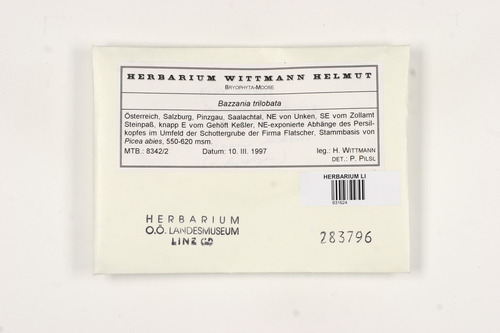 HERBARIUM WITTMANN HELMUT
BRYOPHYTA-MOOSE
Bazzania trilobata
Österreich, Salzburg, Pinzgau, Saalachtal, NE von Unken, SE vom Zollamt
Steinpaß, knapp E vom Gehöft Keßler, NE-exponierte Abhänge des Persil-
kopfes im Umfeld der Schottergrube der Firma Flatscher, Stammbasis von
Picea abies, 550-620 msm.
MTB.: 8342/2 Datum: 10. III. 1997 leg.: H. WITTMANN
DET.: P. PILSL
HERBARIUM LI
031624
HERBARIUM
O.Ö. LANDESMUSEUM
LINZ
283796